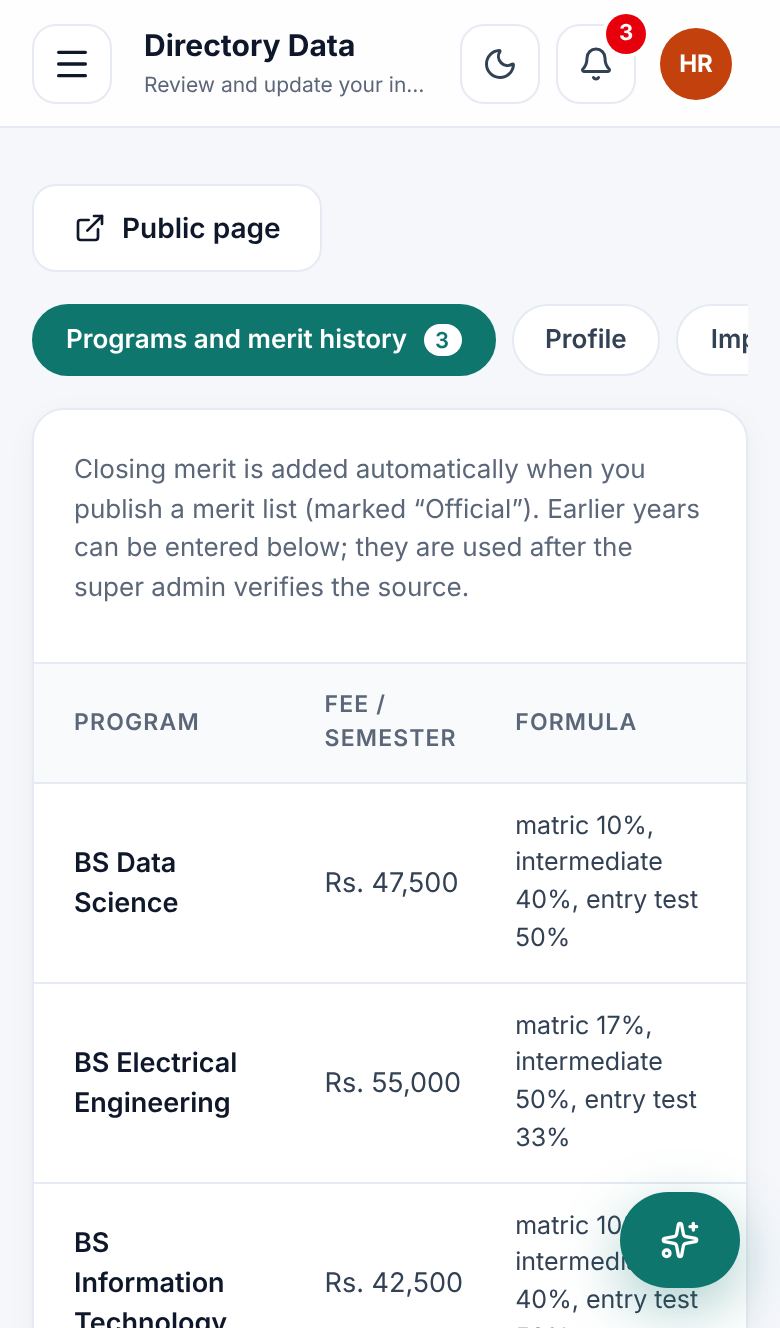 Directory Data
Review and update your in...
3
HR
Public page
Programs and merit history 3
Profile
Imp
Closing merit is added automatically when you
publish a merit list (marked “Official”). Earlier years
can be entered below; they are used after the
super admin verifies the source.
PROGRAM
FEE /
SEMESTER
FORMULA
BS Data
Science
Rs. 47,500
matric 10%,
intermediate
40%, entry test
50%
BS Electrical
Engineering
Rs. 55,000
matric 17%,
intermediate
50%, entry test
33%
BS
Information
Technology
Rs. 42,500
matric 10
40%, entry test